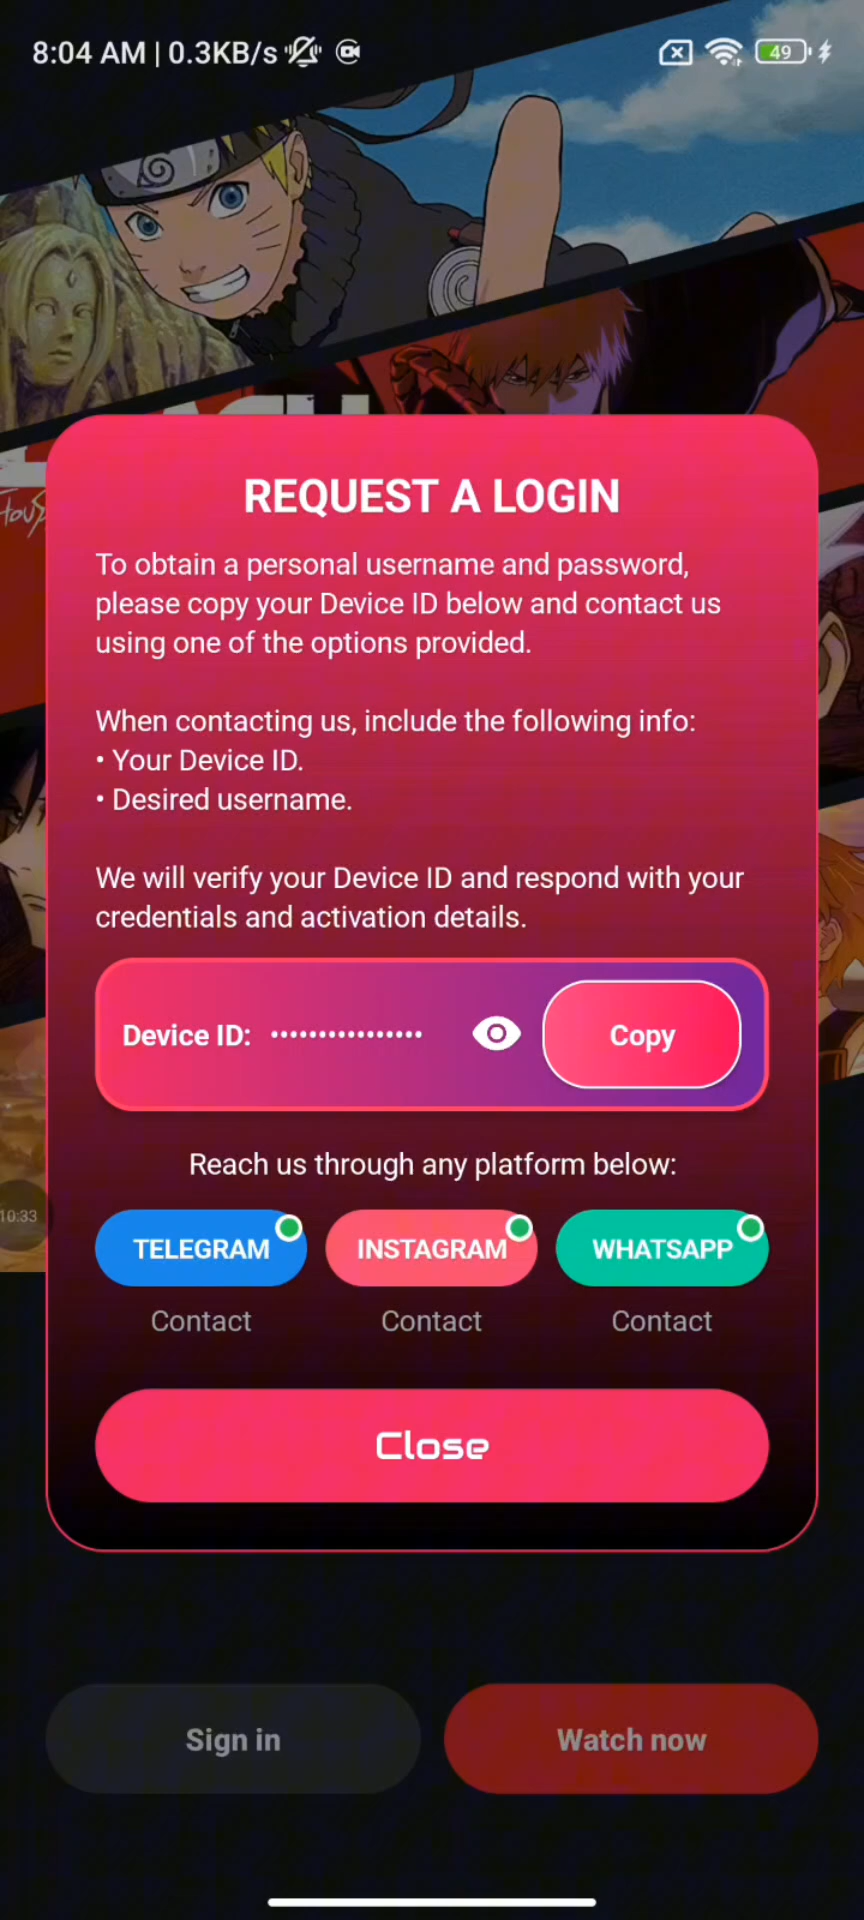 8:04 AM | 0.3KB/s
49
REQUEST A LOGIN
To obtain a personal username and password,
please copy your Device ID below and contact us
using one of the options provided.
When contacting us, include the following info:
• Your Device ID.
• Desired username.
We will verify your Device ID and respond with your
credentials and activation details.
Device ID: ••••••••••••••••
Copy
Reach us through any platform below:
10:33
TELEGRAM INSTAGRAM WHATSAPP
Contact Contact Contact
Close
Sign in Watch now